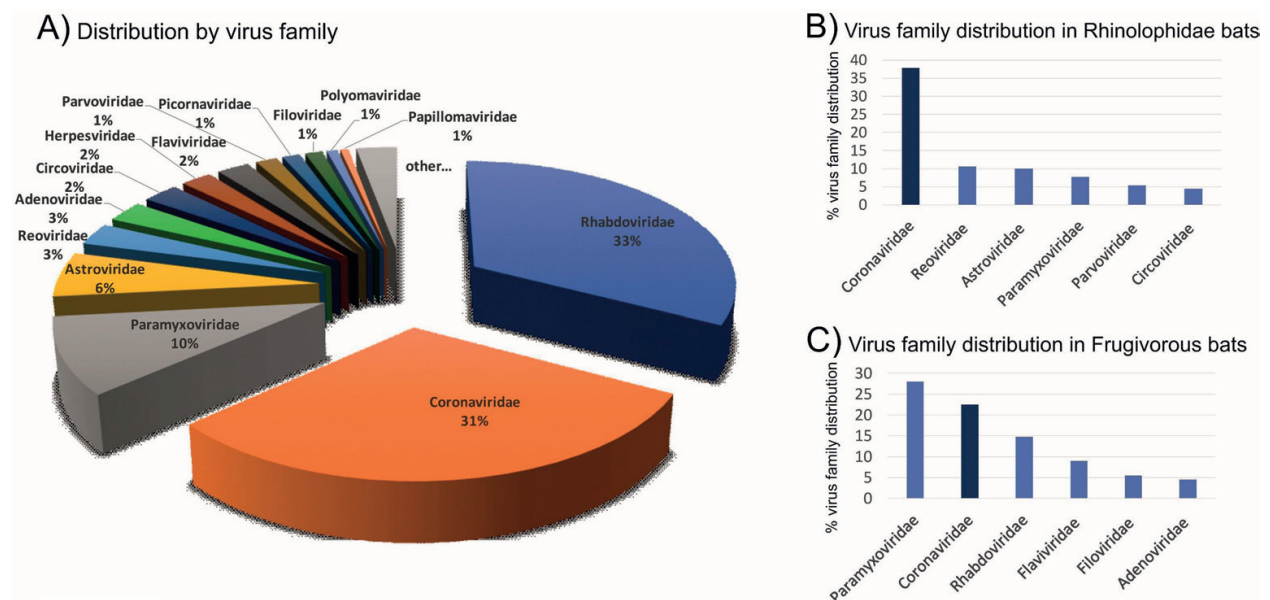 A) Distribution by virus family
Parvoviridae
1%
Picornaviridae
1%
Polyomaviridae
1%
Filoviridae
1%
Papillomaviridae
1%
Herpesviridae
2%
Flaviviridae
2%
Circoviridae
2%
Adenoviridae
3%
Reoviridae
3%
Astroviridae
6%
Paramyxoviridae
10%
other...
Rhabdoviridae
33%
Coronaviridae
31%
B) Virus family distribution in Rhinolophidae bats
% virus family distribution
40
35
30
25
20
15
10
5
0
Coronaviridae
Reoviridae
Astroviridae
Paramyxoviridae
Parvoviridae
Circoviridae
C) Virus family distribution in Frugivorous bats
% virus family distribution
30
25
20
15
10
5
0
Paramyxoviridae
Coronaviridae
Rhabdoviridae
Flaviviridae
Filoviridae
Adenoviridae